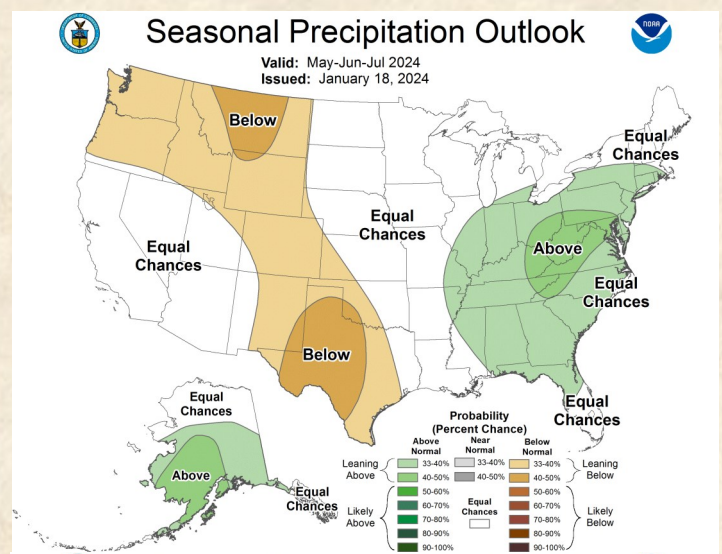 Seasonal Precipitation Outlook
NOAA
Valid: May-Jun-Jul 2024
Issued: January 18, 2024
Below
Equal
Chances
Equal
Chances
Above
Equal
Chances
Equal
Chances
Below
Equal
Chances
Equal
Chances
Above
Equal
Chances
Probability
(Percent Chance)
Above
Normal
Near
Normal
Below
Normal
Leaning
Above
33-40%
33-40%
33-40%
Leaning
Below
40-50%
40-50%
40-50%
Likely
Above
50-60%
50-60%
Likely
Below
60-70%
60-70%
70-80%
70-80%
80-90%
80-90%
90-100%
90-100%
Equal
Chances